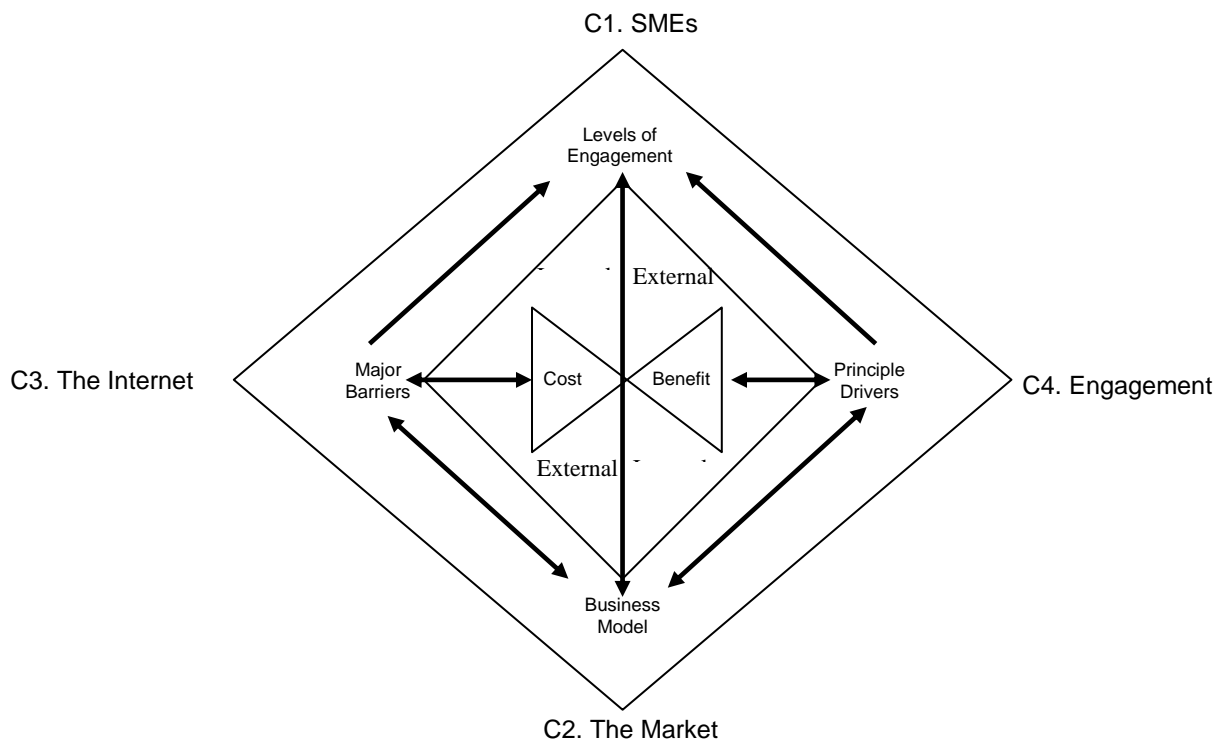 C1. SMEs
Levels of
Engagement
External
C3. The Internet
Major
Barriers
Cost
Benefit
Principle
Drivers
C4. Engagement
External
Business
Model
C2. The Market